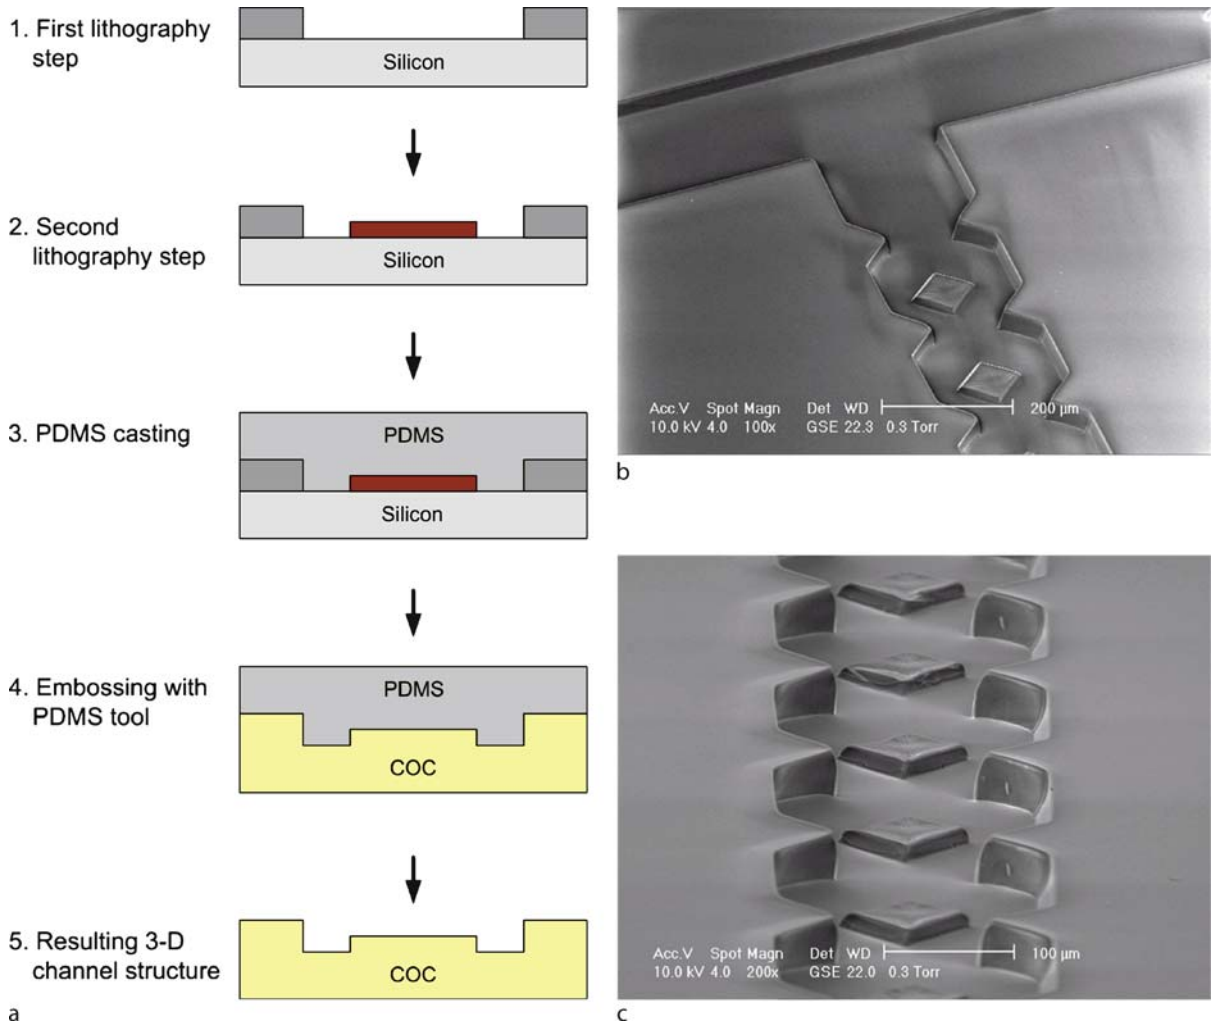 1. First lithography
step
Silicon
2. Second
lithography step
Silicon
3. PDMS casting
PDMS
Silicon
4. Embossing with
PDMS tool
PDMS
COC
5. Resulting 3-D
channel structure
COC
a
Acc.V Spot Magn Det WD 200 µm
10.0 kV 4.0 100x GSE 22.3 0.3 Torr
b
Acc.V Spot Magn Det WD 100 µm
10.0 kV 4.0 200x GSE 22.0 0.3 Torr
c